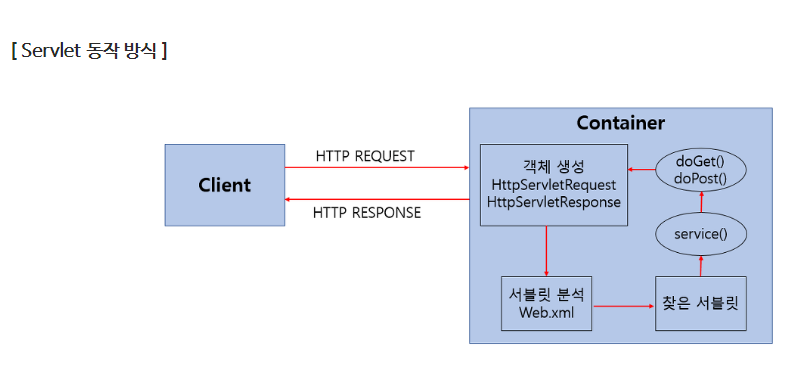 [ Servlet 동작 방식 ]
Container
Client
HTTP REQUEST
HTTP RESPONSE
객체 생성
HttpServletRequest
HttpServletResponse
doGet()
doPost()
service()
서블릿 분석
Web.xml
찾은 서블릿